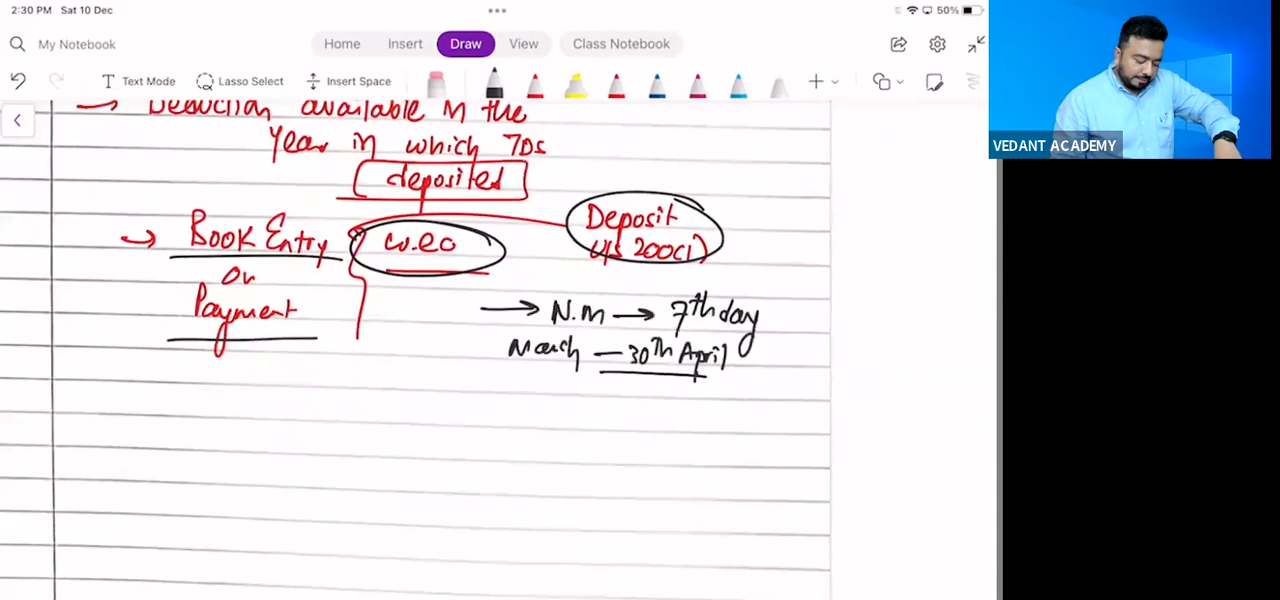 2:30 PM Sat 10 Dec
50%
My Notebook
Home Insert Draw View Class Notebook
Text Mode Lasso Select Insert Space
→ Deduction available in the
Year in which TDS
deposited
→ Book Entry
w.e.e
Or
Payment
Deposit
u/s 200(1)
→ N.M → 7th day
March — 30th April
VEDANT ACADEMY